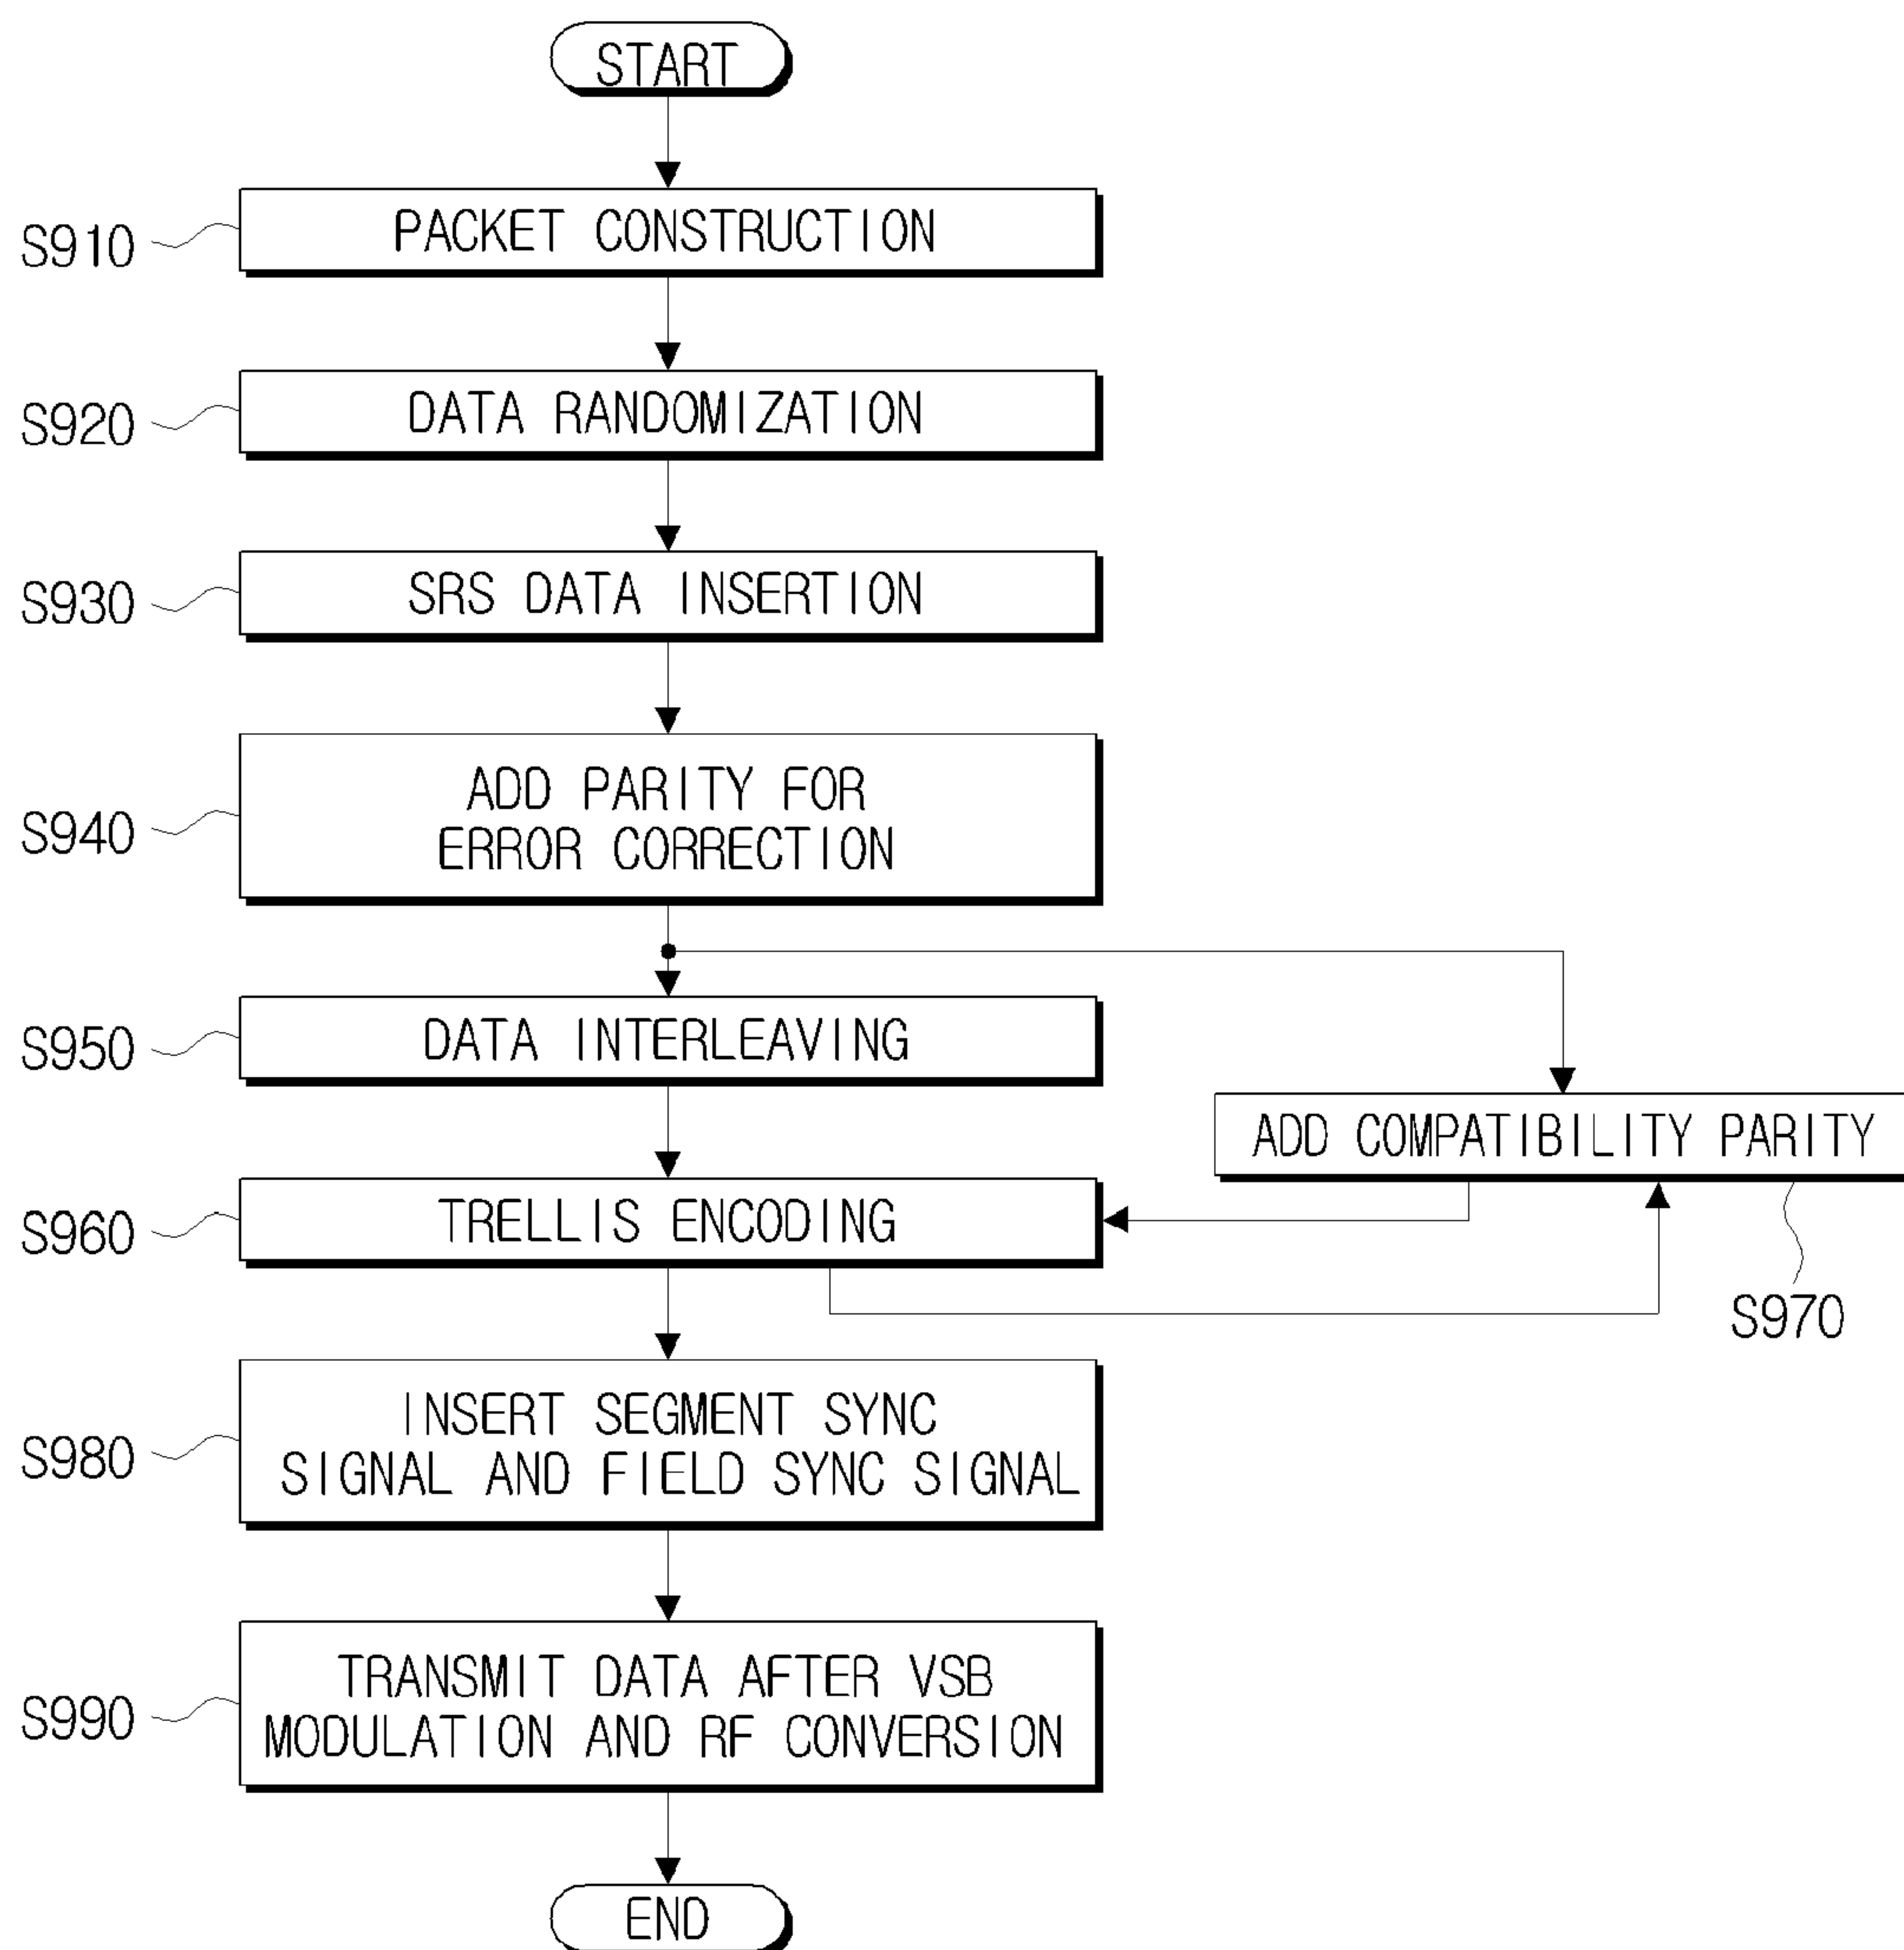 START
S910
PACKET CONSTRUCTION
S920
DATA RANDOMIZATION
S930
SRS DATA INSERTION
S940
ADD PARITY FOR
ERROR CORRECTION
S950
DATA INTERLEAVING
ADD COMPATIBILITY PARITY
S960
TRELLIS ENCODING
S970
S980
INSERT SEGMENT SYNC
SIGNAL AND FIELD SYNC SIGNAL
S990
TRANSMIT DATA AFTER VSB
MODULATION AND RF CONVERSION
END